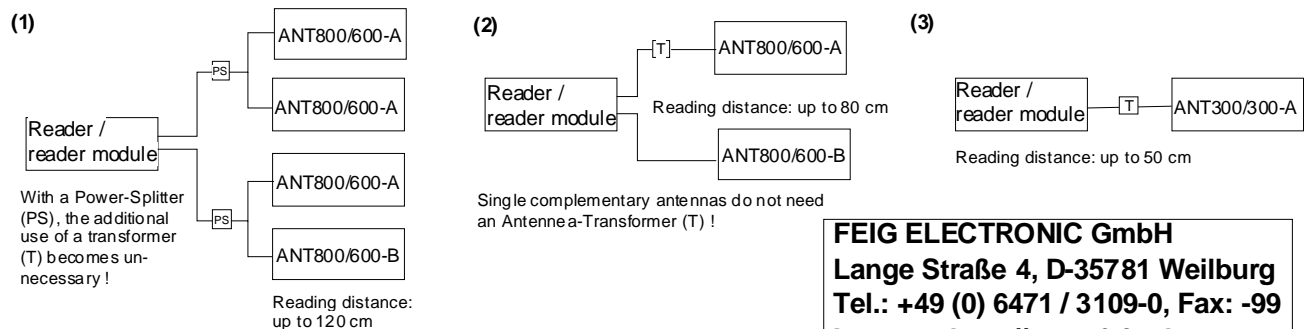 (1)
ANT800/600-A
PS
ANT800/600-A
Reader /
reader module
ANT800/600-A
With a Power-Splitter
(PS), the additional
use of a transformer
(T) becomes un-
necessary !
PS
ANT800/600-B
Reading distance:
up to 120 cm
(2)
[T]
ANT800/600-A
Reader /
reader module
Reading distance: up to 80 cm
ANT800/600-B
Single complementary antennas do not need
an Antennea-Transformer (T) !
(3)
Reader /
reader module
T
ANT300/300-A
Reading distance: up to 50 cm
FEIG ELECTRONIC GmbH
Lange Straße 4, D-35781 Weilburg
Tel.: +49 (0) 6471 / 3109-0, Fax: -99